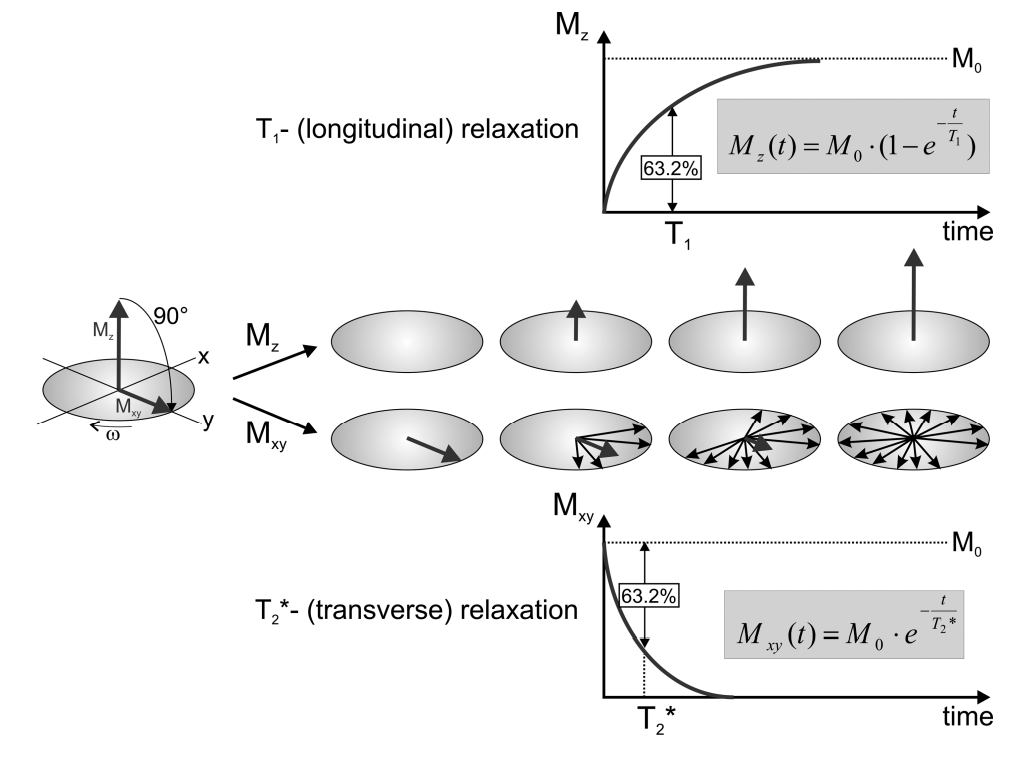 M_z
M_0
T_1- (longitudinal) relaxation
M_z(t) = M_0 · (1 − e^{−t/T_1})
63.2%
T_1
time
90°
M_z
x
M_xy
y
ω
M_z
M_xy
M_xy
M_0
T_2*- (transverse) relaxation
63.2%
M_xy(t) = M_0 · e^{−t/T_2*}
T_2*
time